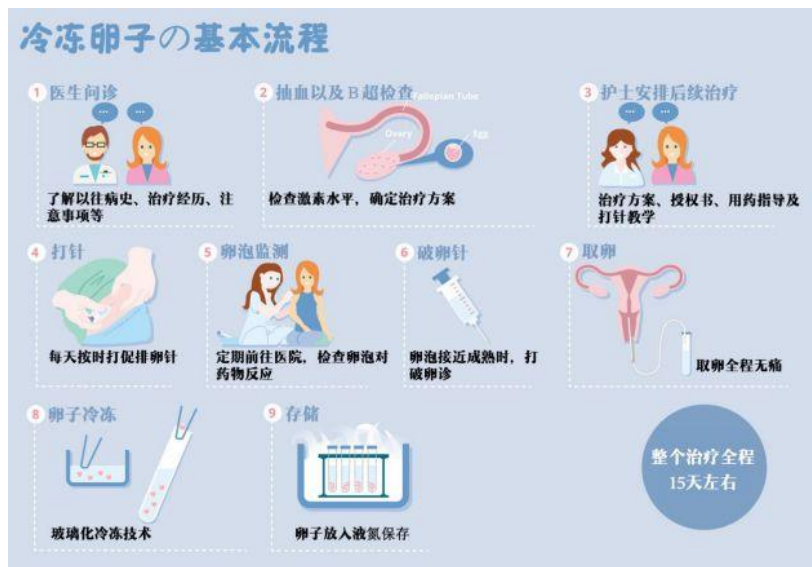 冷冻卵子の基本流程
1 医生问诊
...
...
了解以往病史、治疗经历、注
意事项等
2 抽血以及B超检查
Fallopian Tube
Ovary
Egg
检查激素水平，确定治疗方案
3 护士安排后续治疗
...
...
治疗方案、授权书、用药指导及
打针教学
4 打针
每天按时打促排卵针
5 卵泡监测
定期前往医院，检查卵泡对
药物反应
6 破卵针
卵泡接近成熟时，打
破卵诊
7 取卵
取卵全程无痛
8 卵子冷冻
玻璃化冷冻技术
9 存储
卵子放入液氮保存
整个治疗全程
15天左右